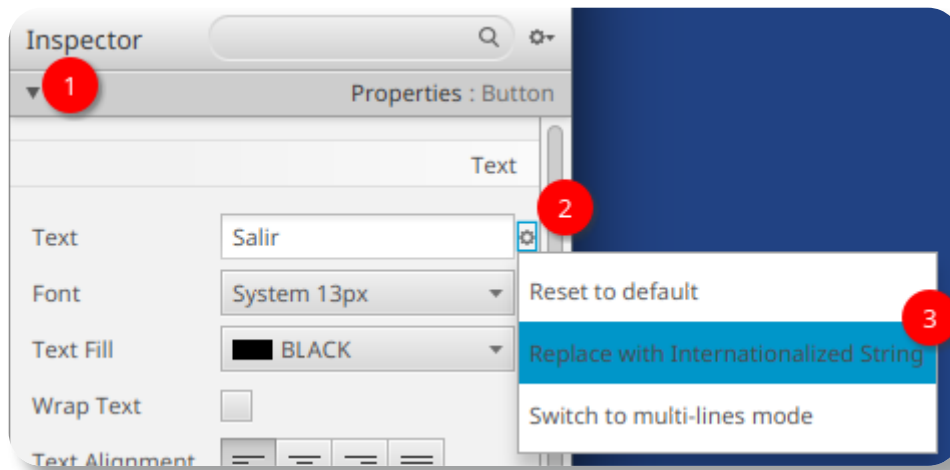 Inspector
1
Properties : Button
Text
2
Text Salir
Reset to default
Font System 13px
3
Text Fill BLACK
Replace with Internationalized String
Wrap Text
Switch to multi-lines mode
Text Alignment